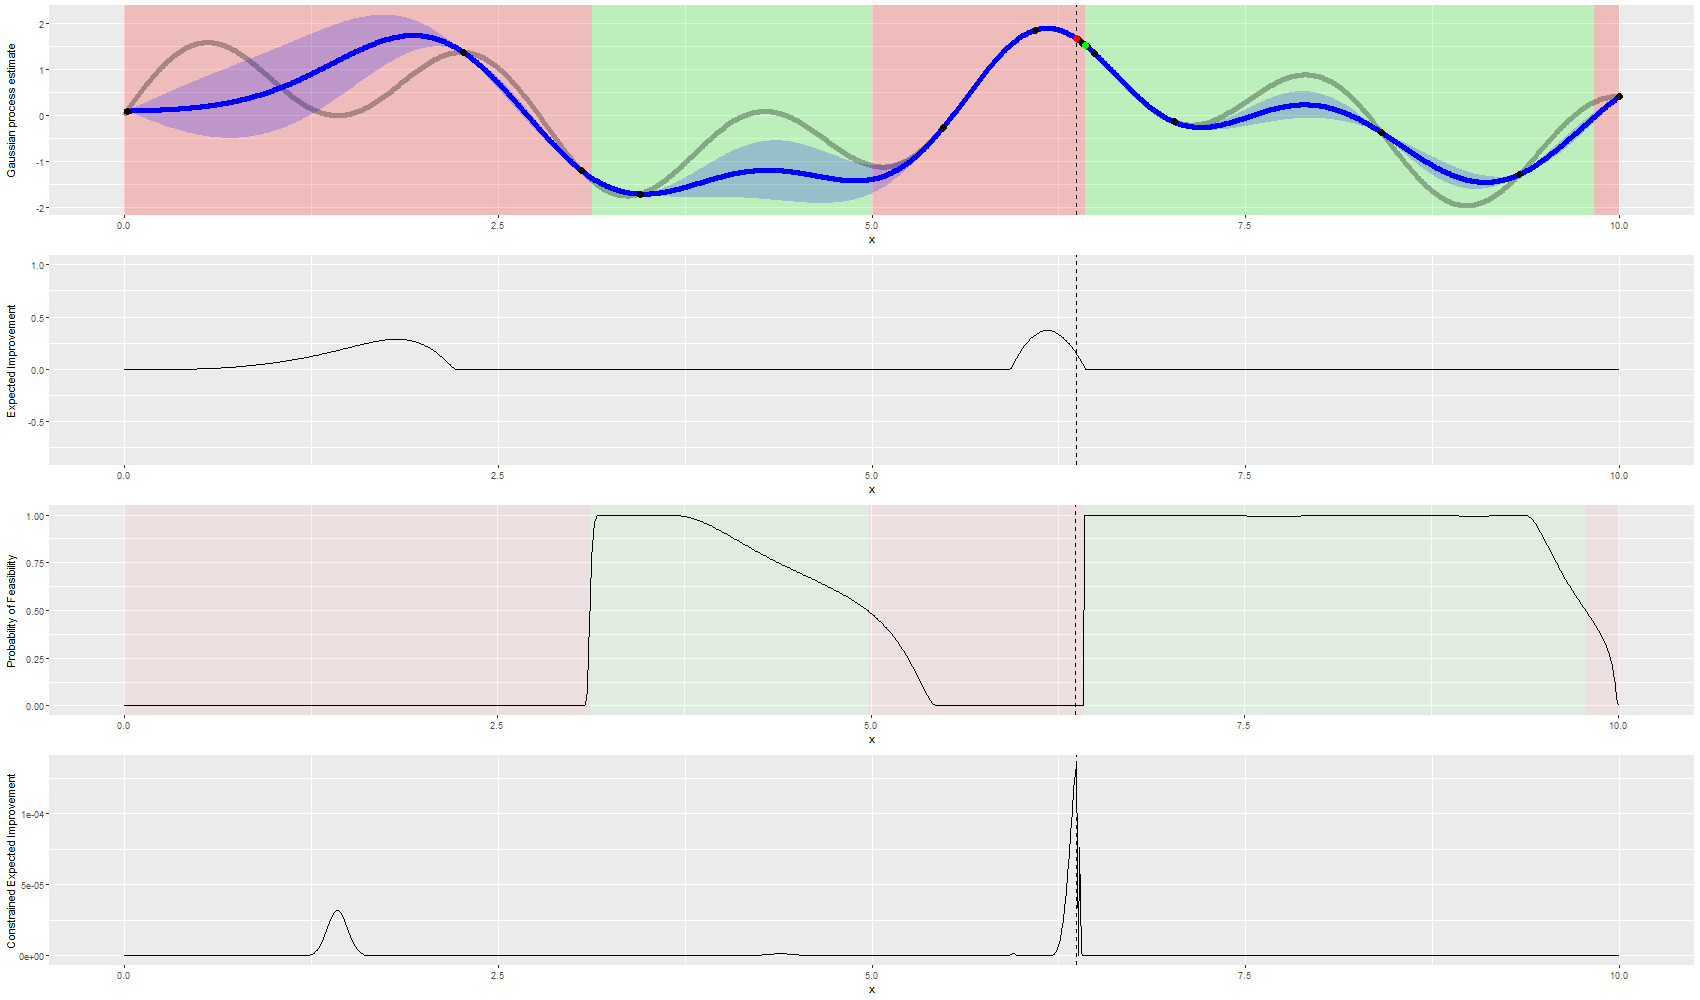 Gaussian process estimate
2
1
0
-1
-2
0.0 2.5 5.0 7.5 10.0
x
Expected Improvement
1.0
0.5
0.0
-0.5
0.0 2.5 5.0 7.5 10.0
x
Probability of Feasibility
1.00
0.75
0.50
0.25
0.00
0.0 2.5 5.0 7.5 10.0
x
Constrained Expected Improvement
1e-04
5e-05
0e+00
0.0 2.5 5.0 7.5 10.0
x